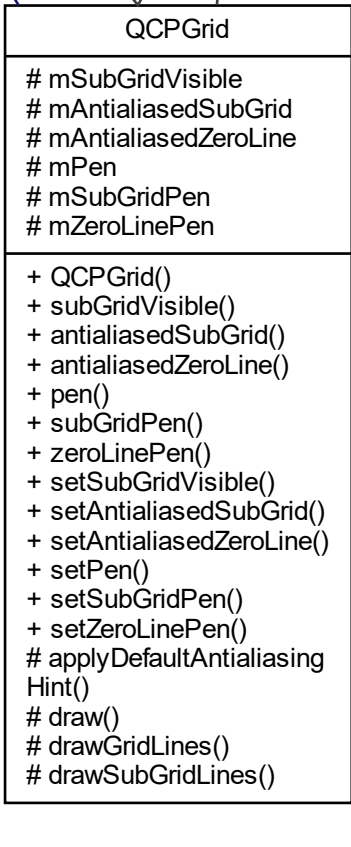 QCPGrid
# mSubGridVisible
# mAntialiasedSubGrid
# mAntialiasedZeroLine
# mPen
# mSubGridPen
# mZeroLinePen
+ QCPGrid()
+ subGridVisible()
+ antialiasedSubGrid()
+ antialiasedZeroLine()
+ pen()
+ subGridPen()
+ zeroLinePen()
+ setSubGridVisible()
+ setAntialiasedSubGrid()
+ setAntialiasedZeroLine()
+ setPen()
+ setSubGridPen()
+ setZeroLinePen()
# applyDefaultAntialiasing
Hint()
# draw()
# drawGridLines()
# drawSubGridLines()